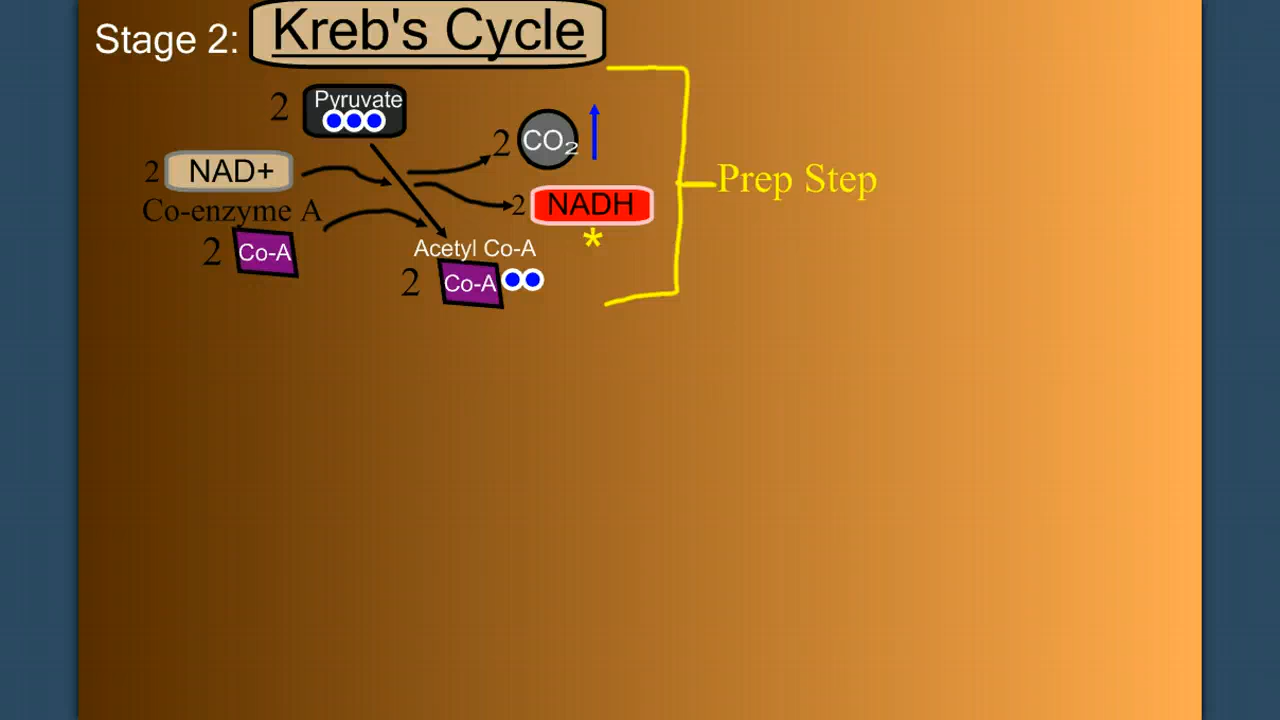 Stage 2: Kreb's Cycle
2 Pyruvate
2 CO₂
2 NAD+
Prep Step
2 NADH
Co-enzyme A
*
2 Co-A
Acetyl Co-A
2 Co-A